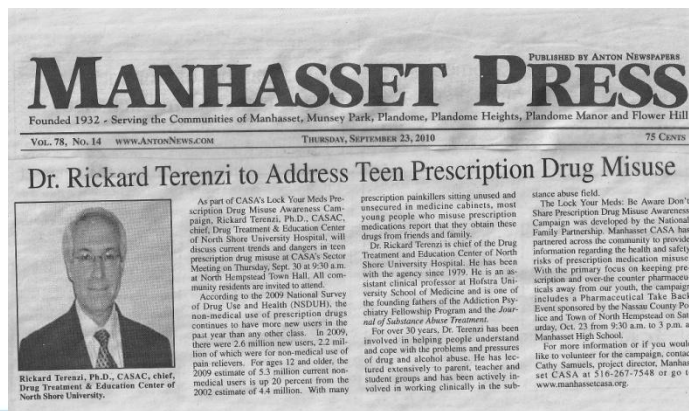 PUBLISHED BY ANTON NEWSPAPERS
MANHASSET PRESS
Founded 1932 - Serving the Communities of Manhasset, Munsey Park, Plandome, Plandome Heights, Plandome Manor and Flower Hill
VOL. 78, NO. 14 WWW.ANTONNEWS.COM THURSDAY, SEPTEMBER 23, 2010 75 CENTS
Dr. Rickard Terenzi to Address Teen Prescription Drug Misuse
Rickard Terenzi, Ph.D., CASAC, chief,
Drug Treatment & Education Center of
North Shore University.
As part of CASA's Lock Your Meds Pre-
scription Drug Misuse Awareness Cam-
paign, Rickard Terenzi, Ph.D., CASAC,
chief, Drug Treatment & Education Center
of North Shore University Hospital, will
discuss current trends and dangers in teen
prescription drug misuse at CASA's Sector
Meeting on Thursday, Sept. 30 at 9:30 a.m.
at North Hempstead Town Hall. All com-
munity residents are invited to attend.
According to the 2009 National Survey
of Drug Use and Health (NSDUH), the
non-medical use of prescription drugs
continues to have more new users in the
past year than any other class. In 2009,
there were 2.6 million new users, 2.2 mil-
lion of which were for non-medical use of
pain relievers. For ages 12 and older, the
2009 estimate of 5.3 million current non-
medical users is up 20 percent from the
2002 estimate of 4.4 million. With many
prescription painkillers sitting unused and
unsecured in medicine cabinets, most
young people who misuse prescription
medications report that they obtain these
drugs from friends and family.
Dr. Rickard Terenzi is chief of the Drug
Treatment and Education Center of North
Shore University Hospital. He has been
with the agency since 1979. He is an as-
sistant clinical professor at Hofstra Uni-
versity School of Medicine and is one of
the founding fathers of the Addiction Psy-
chiatry Fellowship Program and the Jour-
nal of Substance Abuse Treatment.
For over 30 years, Dr. Terenzi has been
involved in helping people understand
and cope with the problems and pressures
of drug and alcohol abuse. He has lec-
tured extensively to parent, teacher and
student groups and has been actively in-
volved in working clinically in the sub-
stance abuse field.
The Lock Your Meds: Be Aware Don't
Share Prescription Drug Misuse Awareness
Campaign was developed by the National
Family Partnership. Manhasset CASA has
partnered across the community to provide
information regarding the health and safety
risks of prescription medication misuse.
With the primary focus on keeping pre-
scription and over-the counter pharmaceu-
ticals away from our youth, the campaign
includes a Pharmaceutical Take Back
Event sponsored by the Nassau County Po-
lice and Town of North Hempstead on Sat-
urday, Oct. 23 from 9:30 a.m. to 3 p.m. at
Manhasset High School.
For more information or if you would
like to volunteer for the campaign, contact
Cathy Samuels, project director, Manhas-
set CASA at 516-267-7548 or go to
www.manhassetcasa.org.